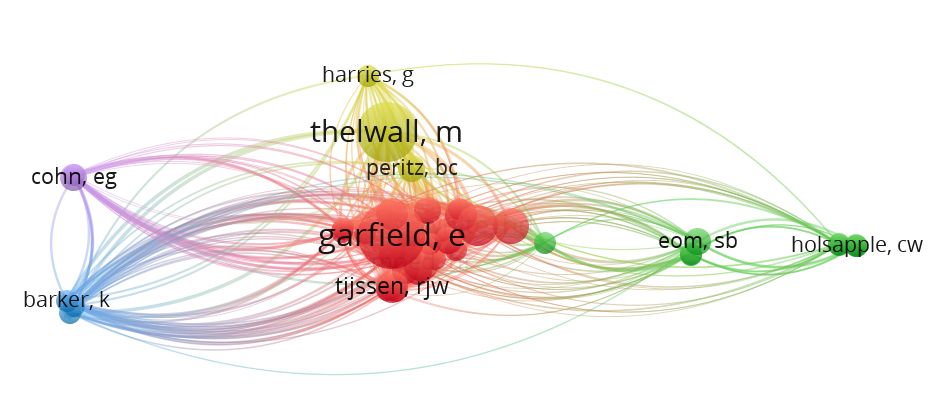 harries, g
thelwall, m
peritz, bc
cohn, eg
garfield, e
eom, sb
holsapple, cw
tijssen, rjw
barker, k